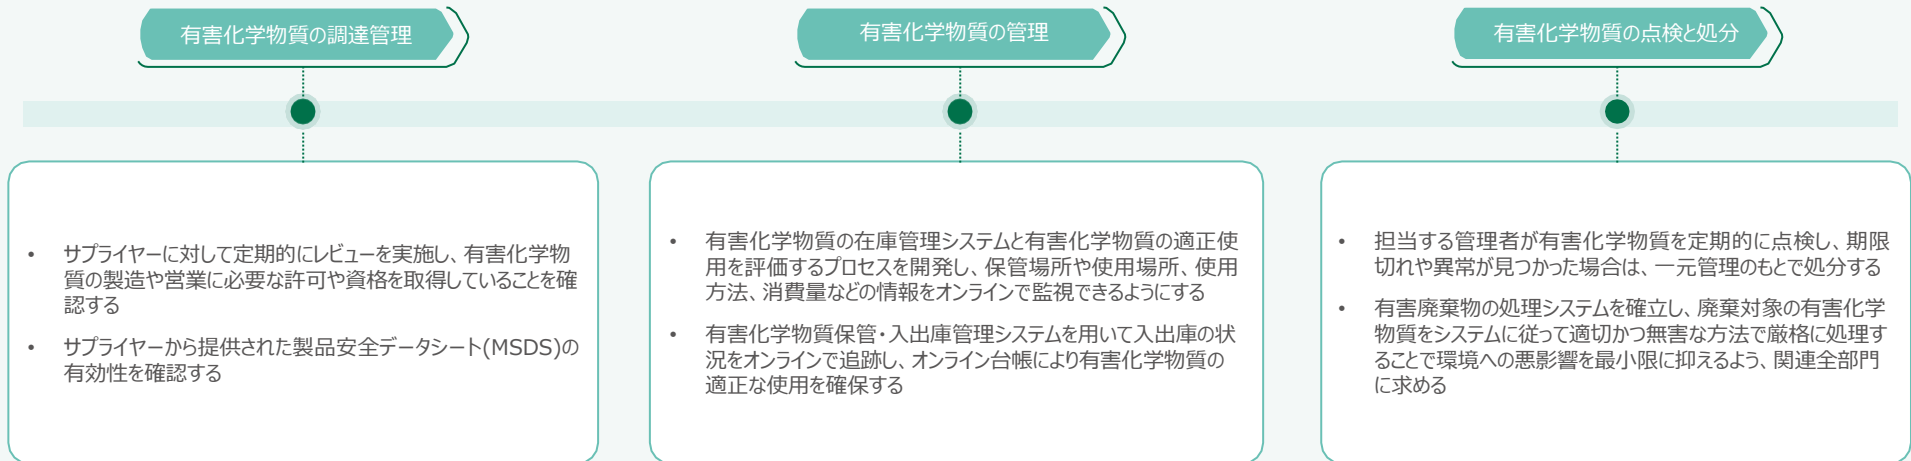 有害化学物質の調達管理
• サプライヤーに対して定期的にレビューを実施し、有害化学物
質の製造や営業に必要な許可や資格を取得していることを確
認する
• サプライヤーから提供された製品安全データシート(MSDS)の
有効性を確認する
有害化学物質の管理
• 有害化学物質の在庫管理システムと有害化学物質の適正使
用を評価するプロセスを開発し、保管場所や使用場所、使用
方法、消費量などの情報をオンラインで監視できるようにする
• 有害化学物質保管・入出庫管理システムを用いて入出庫の状
況をオンラインで追跡し、オンライン台帳により有害化学物質の
適正な使用を確保する
有害化学物質の点検と処分
• 担当する管理者が有害化学物質を定期的に点検し、期限
切れや異常が見つかった場合は、一元管理のもとで処分する
• 有害廃棄物の処理システムを確立し、廃棄対象の有害化学
物質をシステムに従って適切かつ無害な方法で厳格に処理す
ることで環境への悪影響を最小限に抑えるよう、関連全部門
に求める